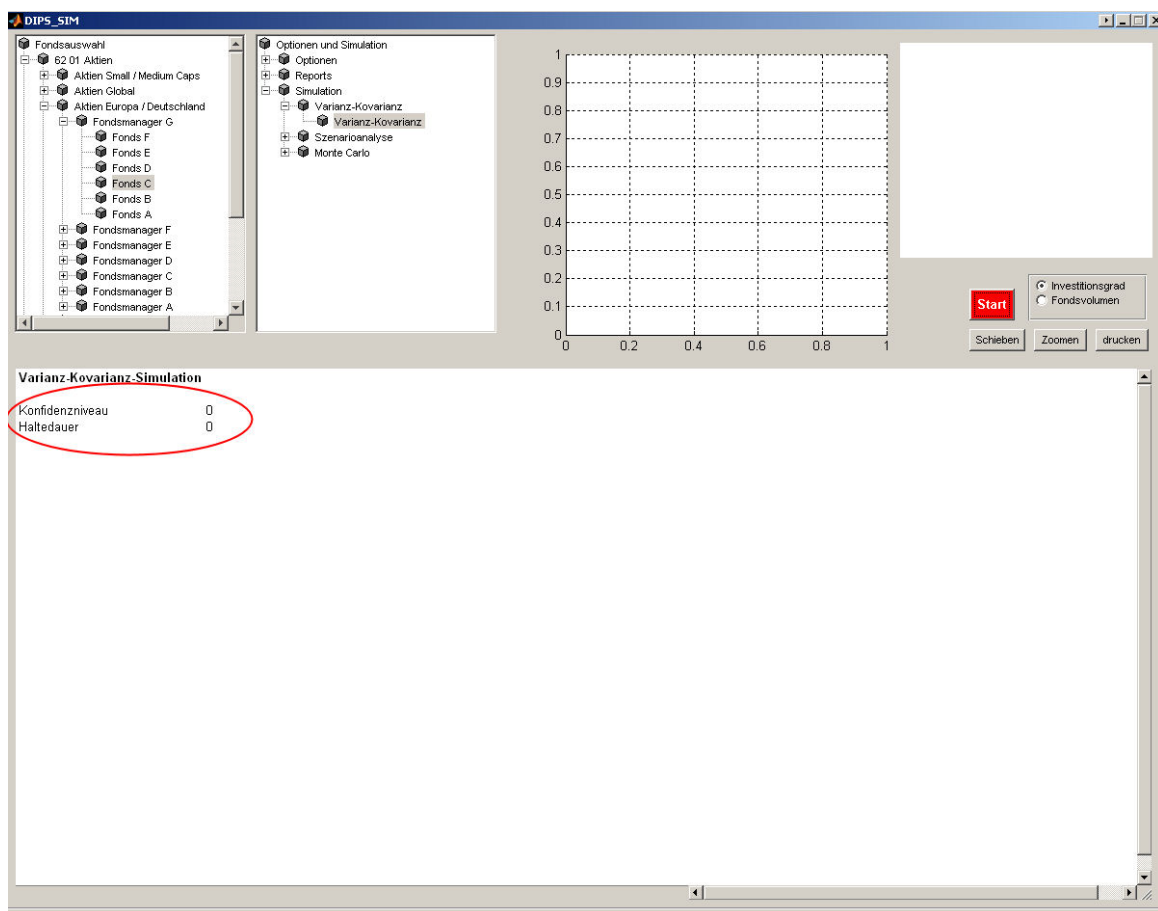 DIPS_SIM
Fondsauswahl
62 01 Aktien
Aktien Small / Medium Caps
Aktien Global
Aktien Europa / Deutschland
Fondsmanager G
Fonds F
Fonds E
Fonds D
Fonds C
Fonds B
Fonds A
Fondsmanager F
Fondsmanager E
Fondsmanager D
Fondsmanager C
Fondsmanager B
Fondsmanager A
Optionen und Simulation
Optionen
Reports
Simulation
Varianz-Kovarianz
Varianz-Kovarianz
Szenarioanalyse
Monte Carlo
1
0.9
0.8
0.7
0.6
0.5
0.4
0.3
0.2
0.1
0
0 0.2 0.4 0.6 0.8 1
Start
Investitionsgrad
Fondsvolumen
Schieben Zoomen drucken
Varianz-Kovarianz-Simulation
Konfidenzniveau 0
Haltedauer 0